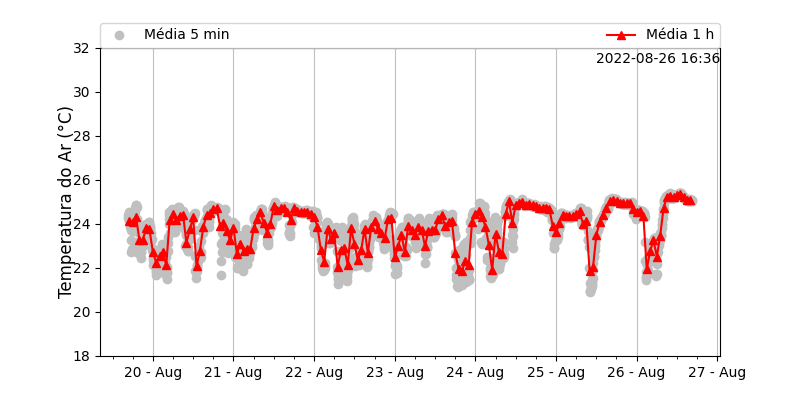 Média 5 min
Média 1 h
2022-08-26 16:36
Temperatura do Ar (°C)
32
30
28
26
24
22
20
18
20 - Aug
21 - Aug
22 - Aug
23 - Aug
24 - Aug
25 - Aug
26 - Aug
27 - Aug